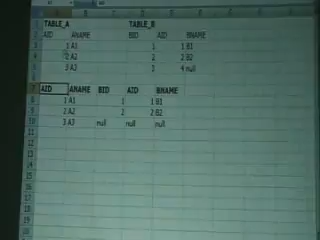 TABLE_A TABLE_B
AID ANAME BID AID BNAME
1 A1 1 1 B1
2 A2 2 2 B2
3 A3 3 4 null
AID ANAME BID AID BNAME
1 A1 1 1 B1
2 A2 2 2 B2
3 A3 null null null